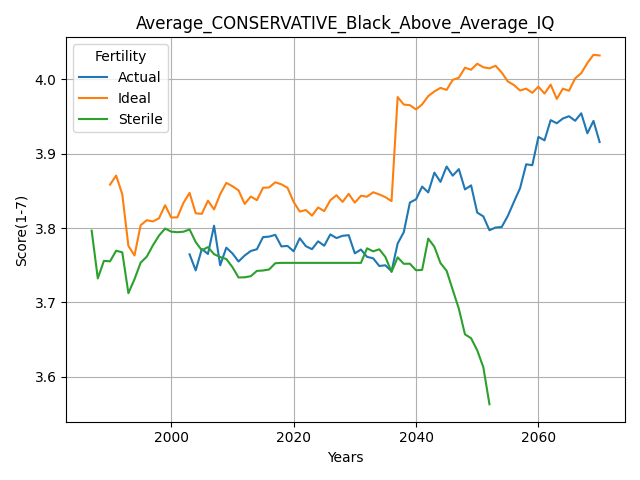 Average_CONSERVATIVE_Black_Above_Average_IQ
Fertility
Actual
Ideal
Sterile
Score(1-7)
4.0
3.9
3.8
3.7
3.6
2000 2020 2040 2060
Years